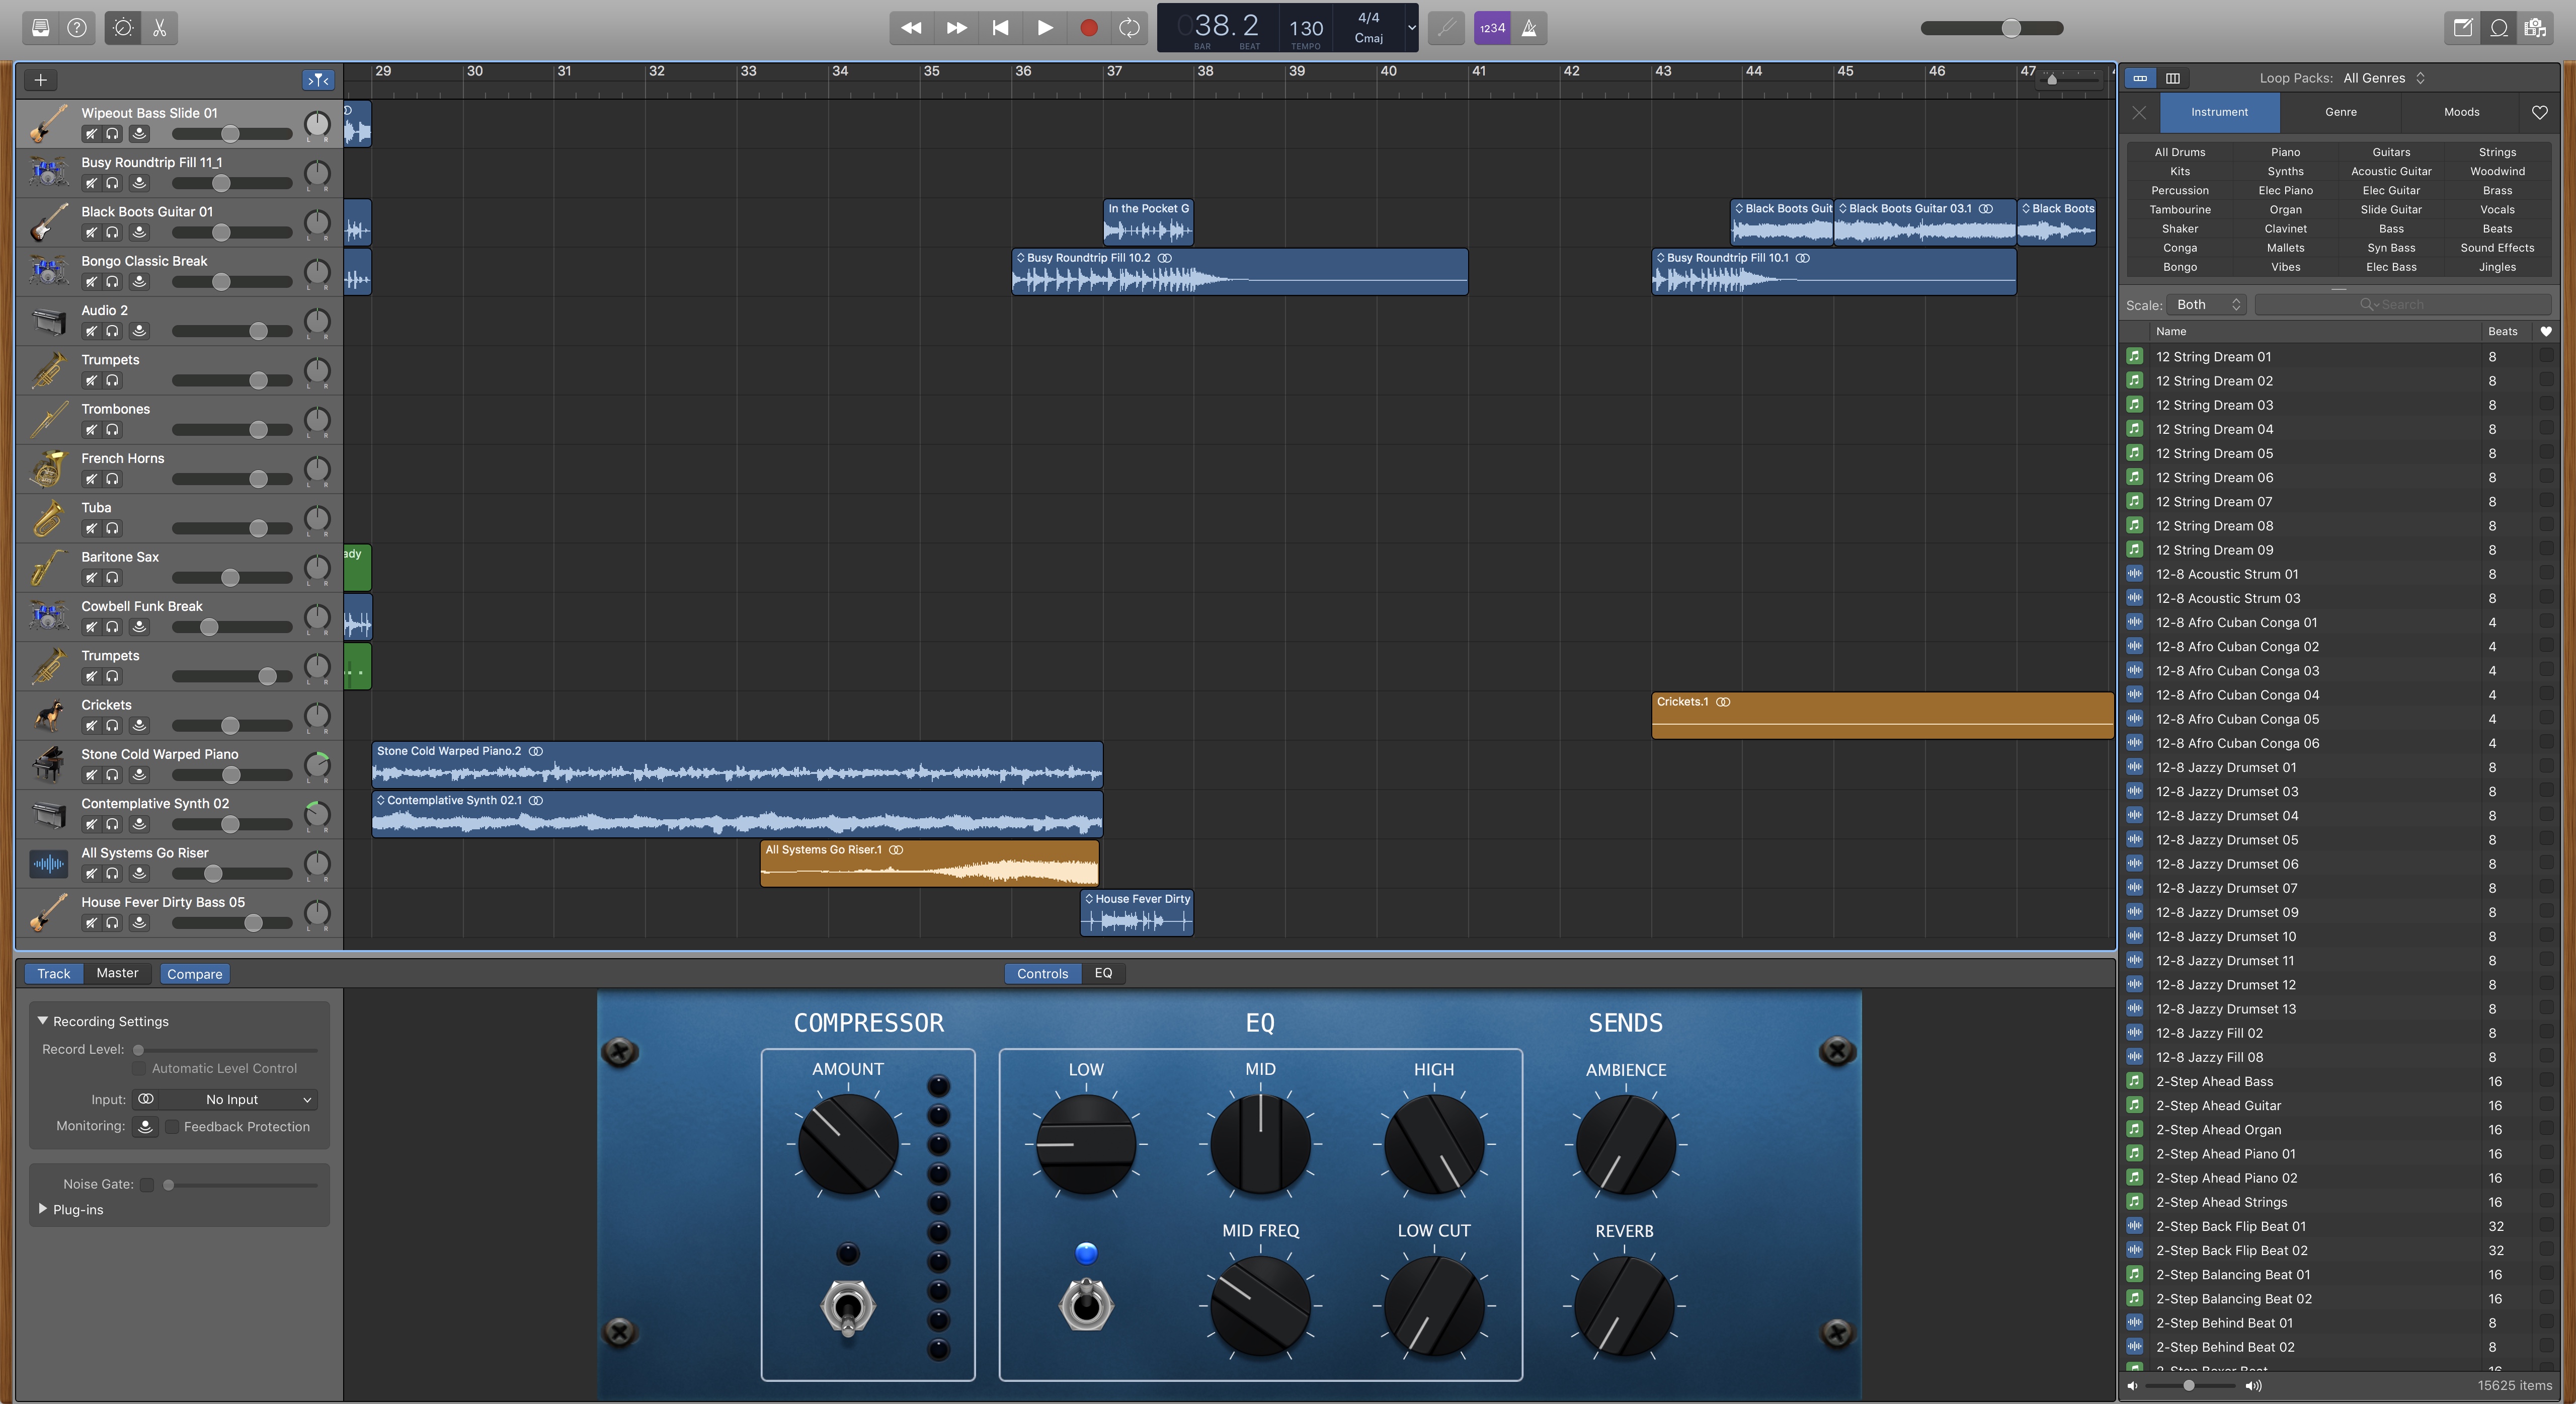 38. 2
BAR BEAT
130
TEMPO
4/4
Cmaj
1234
29 30 31 32 33 34 35 36 37 38 39 40 41 42 43 44 45 46 47
Wipeout Bass Slide 01
L R
Busy Roundtrip Fill 11_1
L R
Black Boots Guitar 01
L R
In the Pocket G
Black Boots Guit
Black Boots Guitar 03.1
Black Boots
Bongo Classic Break
L R
Busy Roundtrip Fill 10.2
Busy Roundtrip Fill 10.1
Audio 2
L R
Trumpets
L R
Trombones
L R
French Horns
L R
Tuba
L R
Baritone Sax
L R
ady
Cowbell Funk Break
L R
Trumpets
L R
Crickets
L R
Crickets.1
Stone Cold Warped Piano
L R
Stone Cold Warped Piano.2
Contemplative Synth 02
L R
Contemplative Synth 02.1
All Systems Go Riser
L R
All Systems Go Riser.1
House Fever Dirty Bass 05
L R
House Fever Dirty
Track Master Compare
Controls EQ
Recording Settings
Record Level:
Automatic Level Control
Input: No Input
Monitoring: Feedback Protection
Noise Gate:
Plug-ins
COMPRESSOR
AMOUNT
EQ
LOW MID HIGH
MID FREQ LOW CUT
SENDS
AMBIENCE
REVERB
Loop Packs: All Genres
Instrument Genre Moods
All Drums Piano Guitars Strings
Kits Synths Acoustic Guitar Woodwind
Percussion Elec Piano Elec Guitar Brass
Tambourine Organ Slide Guitar Vocals
Shaker Clavinet Bass Beats
Conga Mallets Syn Bass Sound Effects
Bongo Vibes Elec Bass Jingles
Scale: Both Search
Name Beats
12 String Dream 01 8
12 String Dream 02 8
12 String Dream 03 8
12 String Dream 04 8
12 String Dream 05 8
12 String Dream 06 8
12 String Dream 07 8
12 String Dream 08 8
12 String Dream 09 8
12-8 Acoustic Strum 01 8
12-8 Acoustic Strum 03 8
12-8 Afro Cuban Conga 01 4
12-8 Afro Cuban Conga 02 4
12-8 Afro Cuban Conga 03 4
12-8 Afro Cuban Conga 04 4
12-8 Afro Cuban Conga 05 4
12-8 Afro Cuban Conga 06 4
12-8 Jazzy Drumset 01 8
12-8 Jazzy Drumset 03 8
12-8 Jazzy Drumset 04 8
12-8 Jazzy Drumset 05 8
12-8 Jazzy Drumset 06 8
12-8 Jazzy Drumset 07 8
12-8 Jazzy Drumset 09 8
12-8 Jazzy Drumset 10 8
12-8 Jazzy Drumset 11 8
12-8 Jazzy Drumset 12 8
12-8 Jazzy Drumset 13 8
12-8 Jazzy Fill 02 8
12-8 Jazzy Fill 08 8
2-Step Ahead Bass 16
2-Step Ahead Guitar 16
2-Step Ahead Organ 16
2-Step Ahead Piano 01 16
2-Step Ahead Piano 02 16
2-Step Ahead Strings 16
2-Step Back Flip Beat 01 32
2-Step Back Flip Beat 02 32
2-Step Balancing Beat 01 16
2-Step Balancing Beat 02 16
2-Step Behind Beat 01 8
2-Step Behind Beat 02 8
2-Step Boxer Beat 16
15625 items